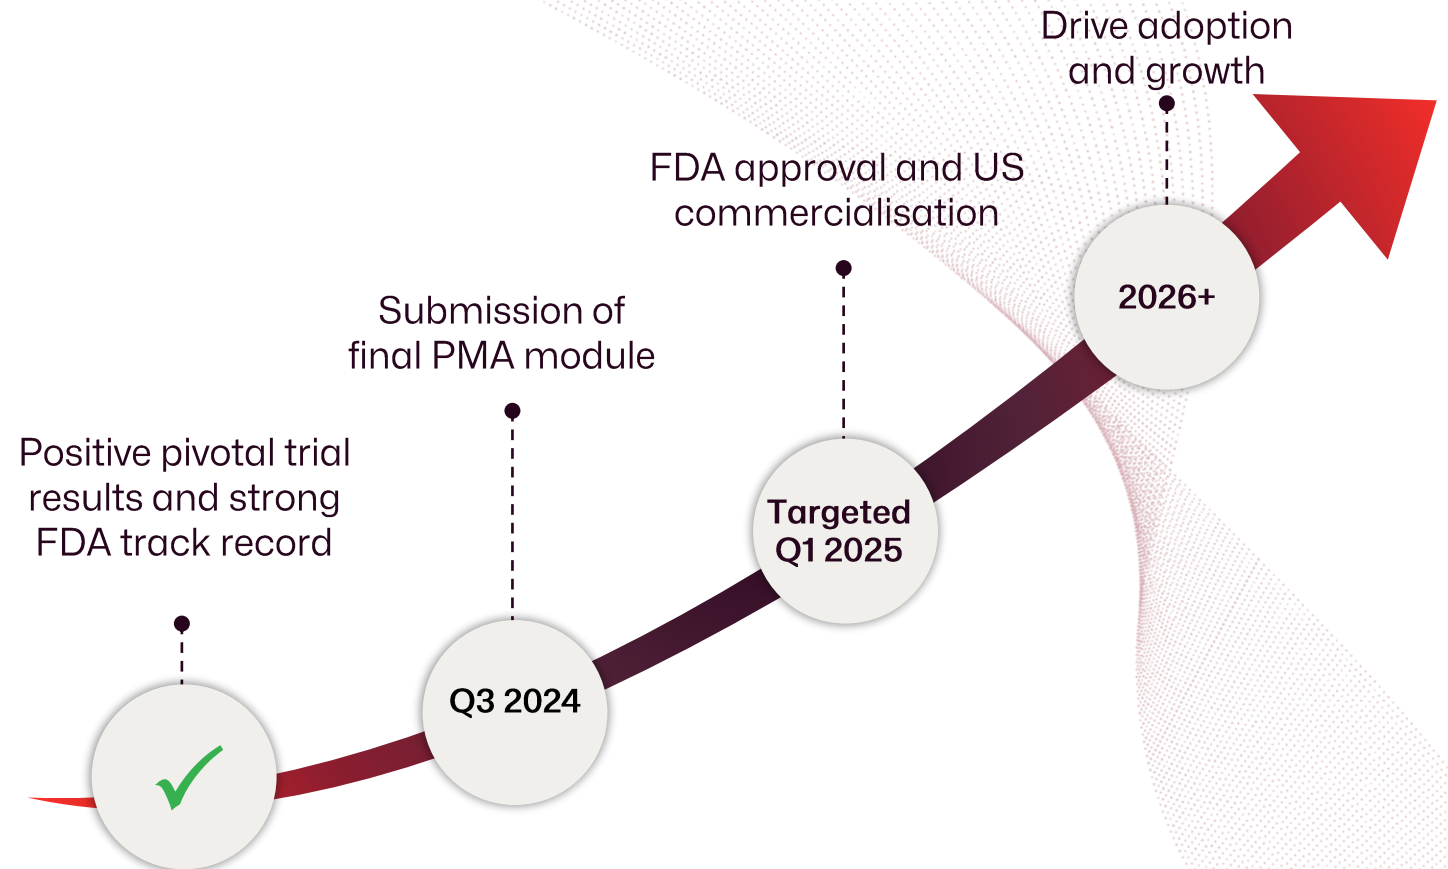 Drive adoption
and growth
FDA approval and US
commercialisation
2026+
Submission of
final PMA module
Positive pivotal trial
results and strong
FDA track record
Targeted
Q1 2025
Q3 2024